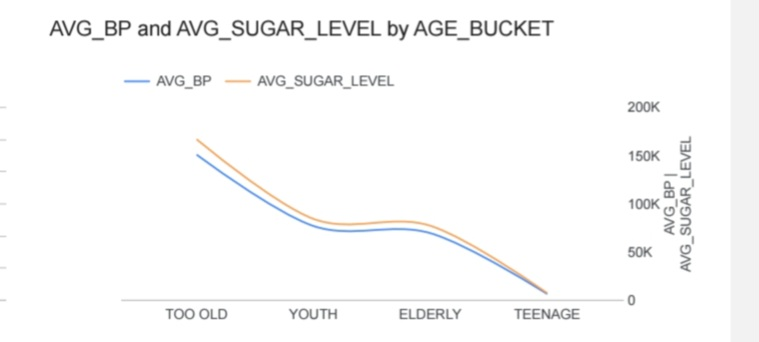 AVG_BP and AVG_SUGAR_LEVEL by AGE_BUCKET
AVG_BP AVG_SUGAR_LEVEL
200K
150K
100K
50K
0
AVG_BP |
AVG_SUGAR_LEVEL
TOO OLD YOUTH ELDERLY TEENAGE